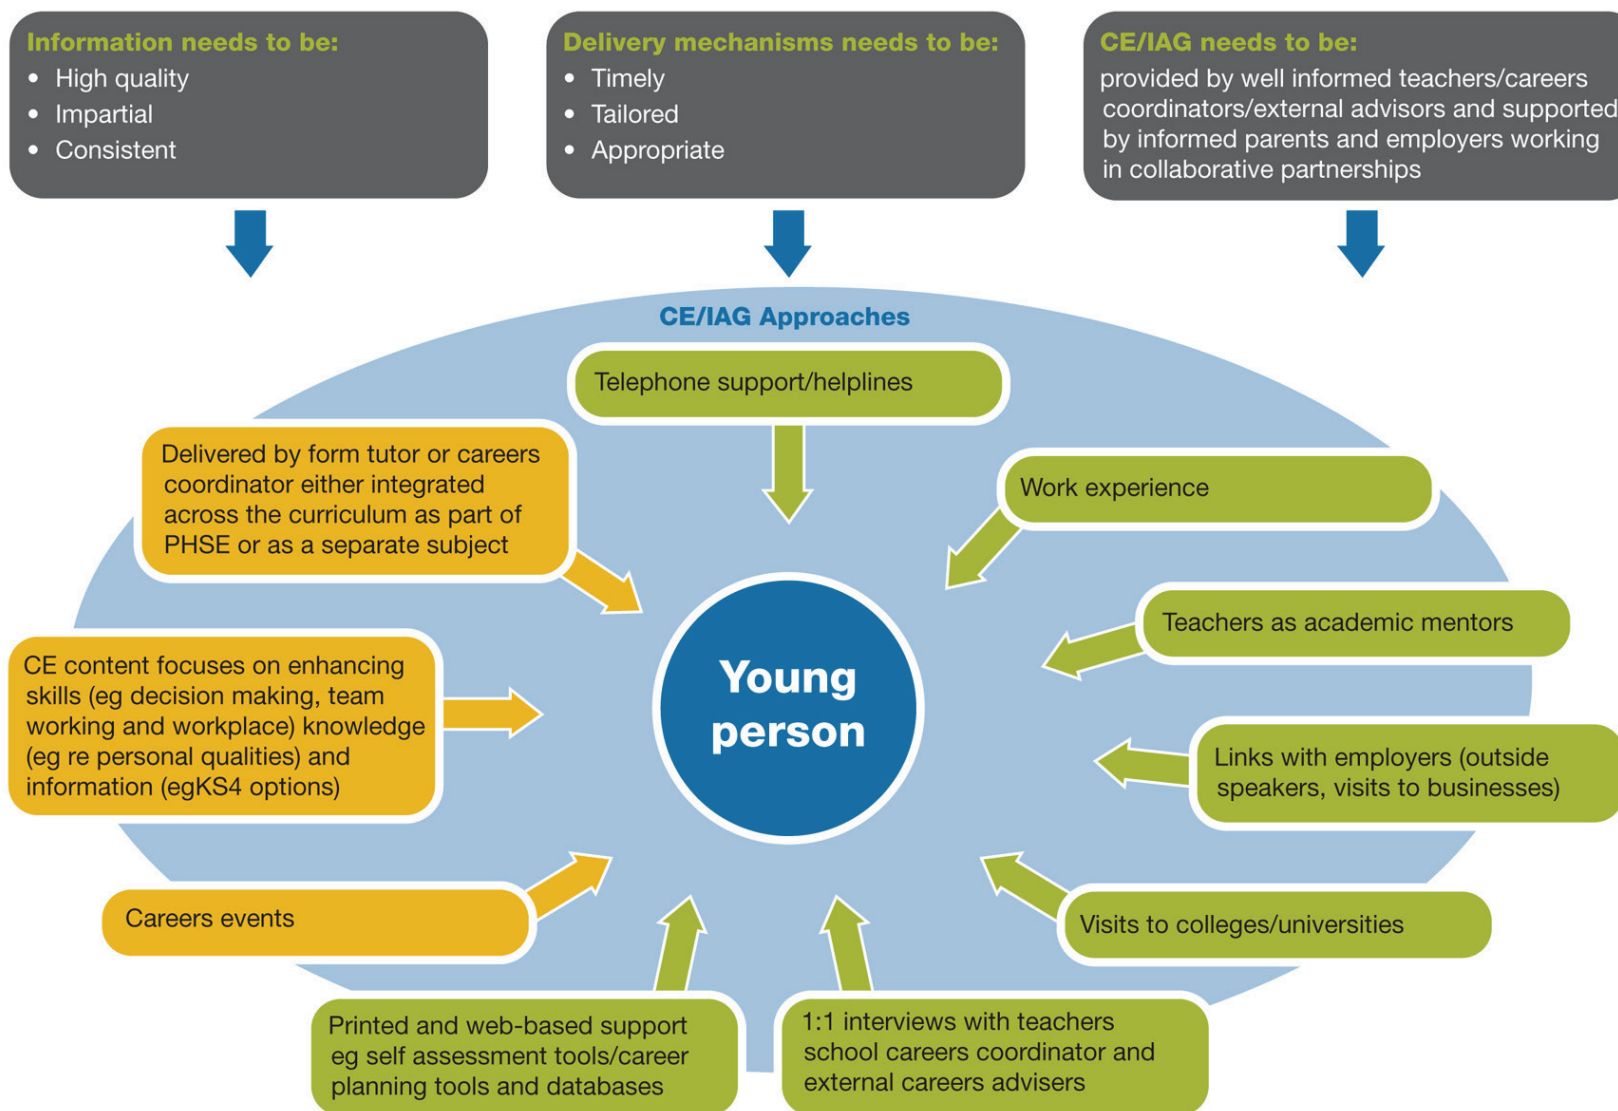 Information needs to be:
• High quality
• Impartial
• Consistent
Delivery mechanisms needs to be:
• Timely
• Tailored
• Appropriate
CE/IAG needs to be:
provided by well informed teachers/careers
coordinators/external advisors and supported
by informed parents and employers working
in collaborative partnerships
CE/IAG Approaches
Telephone support/helplines
Delivered by form tutor or careers
coordinator either integrated
across the curriculum as part of
PHSE or as a separate subject
Work experience
Teachers as academic mentors
CE content focuses on enhancing
skills (eg decision making, team
working and workplace) knowledge
(eg re personal qualities) and
information (egKS4 options)
Young
person
Links with employers (outside
speakers, visits to businesses)
Careers events
Visits to colleges/universities
Printed and web-based support
eg self assessment tools/career
planning tools and databases
1:1 interviews with teachers
school careers coordinator and
external careers advisers